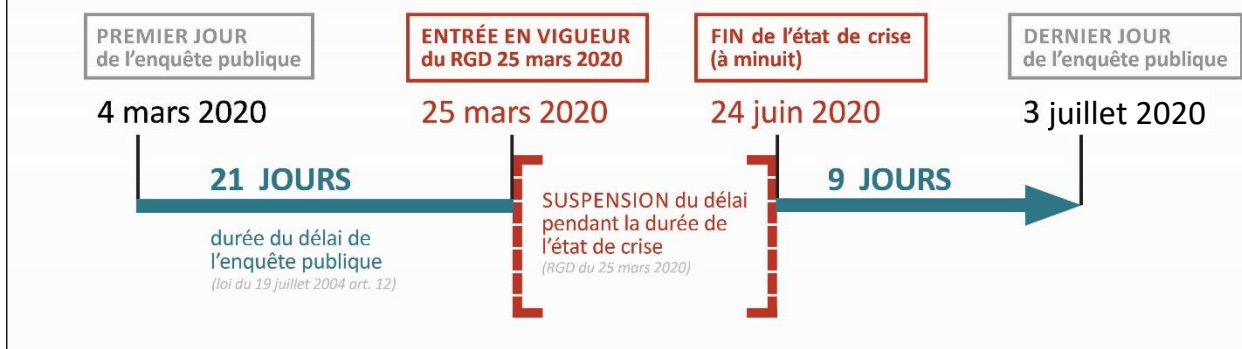 PREMIER JOUR
de l'enquête publique
4 mars 2020
ENTRÉE EN VIGUEUR
du RGD 25 mars 2020
25 mars 2020
FIN de l'état de crise
(à minuit)
24 juin 2020
DERNIER JOUR
de l'enquête publique
3 juillet 2020
21 JOURS
durée du délai de
l'enquête publique
(loi du 19 juillet 2004 art. 12)
SUSPENSION du délai
pendant la durée de
l'état de crise
(RGD du 25 mars 2020)
9 JOURS